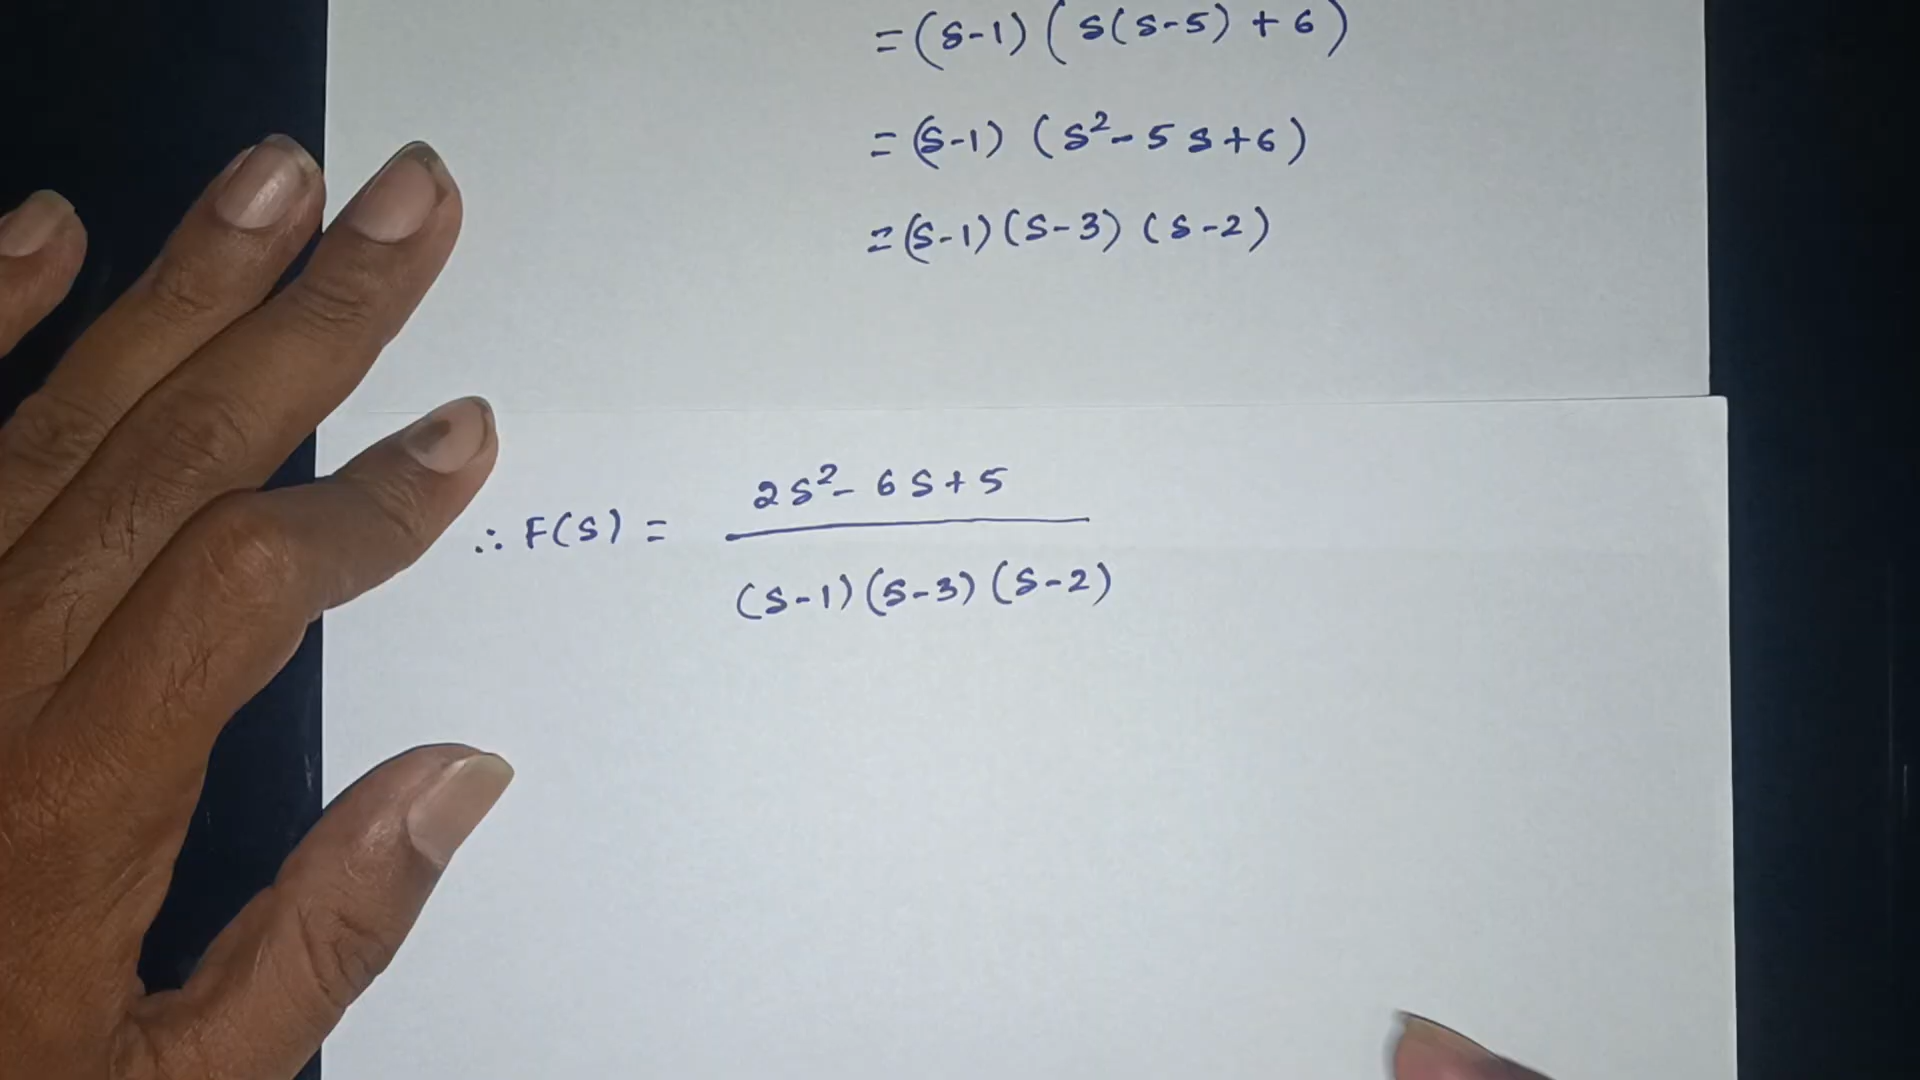 = (s-1) (s(s-5) + 6)
= (s-1) (s² - 5s + 6)
= (s-1) (s-3) (s-2)
2s² - 6s + 5
∴ F(s) =
(s-1) (s-3) (s-2)